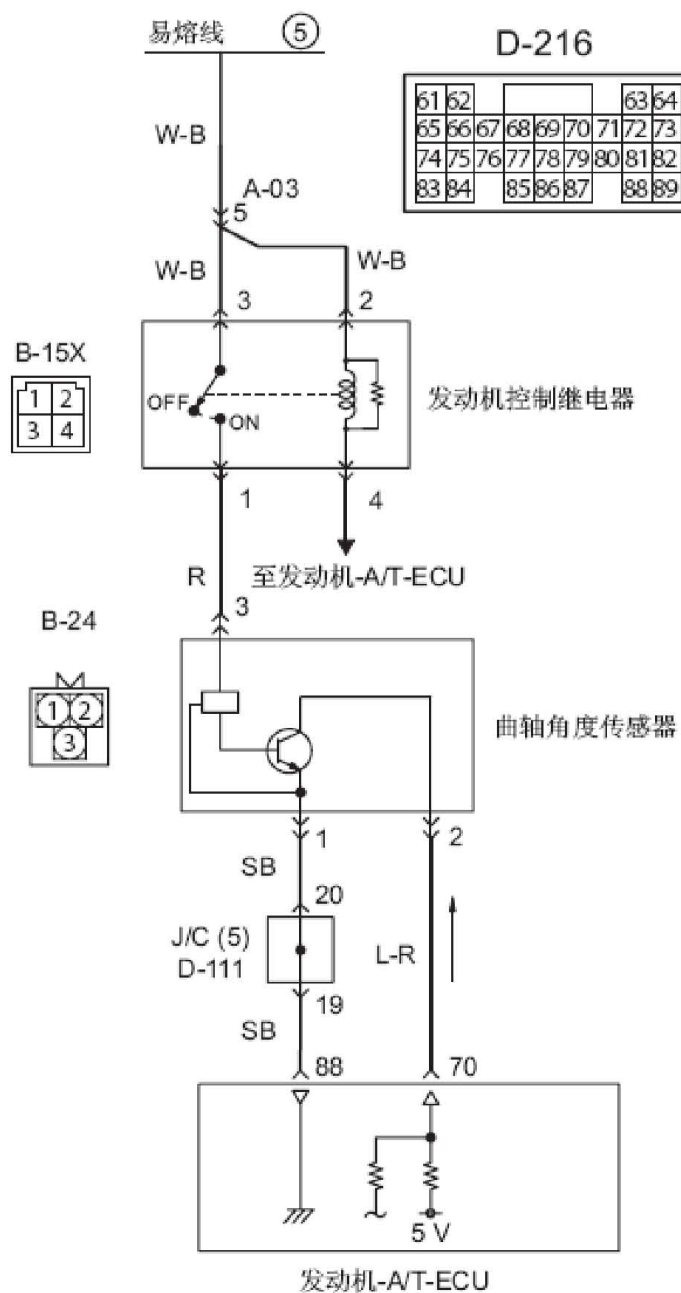 易熔线 ⑤
D-216
61 62 63 64
65 66 67 68 69 70 71 72 73
74 75 76 77 78 79 80 81 82
83 84 85 86 87 88 89
W-B
A-03
5
W-B
W-B
3 2
B-15X
1 2
3 4
OFF
ON
发动机控制继电器
1 4
R
至发动机-A/T-ECU
3
B-24
1 2
3
曲轴角度传感器
1 2
SB
20
J/C (5)
D-111
L-R
19
SB
88 70
5 V
发动机-A/T-ECU